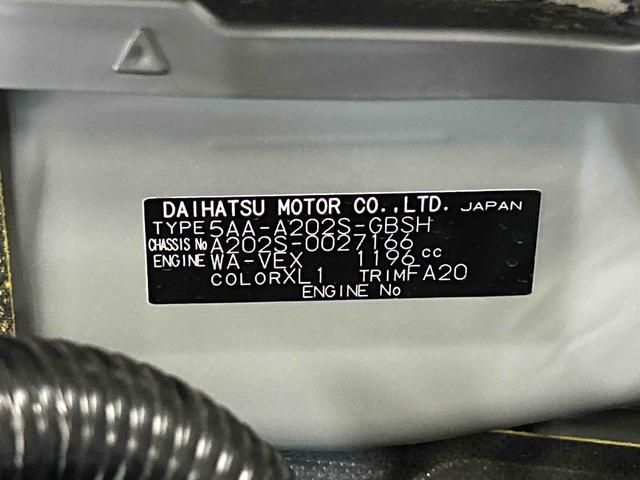 DAIHATSU MOTOR CO.,LTD. JAPAN
TYPE 5AA-A202S-GBSH
CHASSIS No A202S-0027166
ENGINE WA-VEX 1196 cc
COLOR XL1 TRIM FA20
ENGINE No